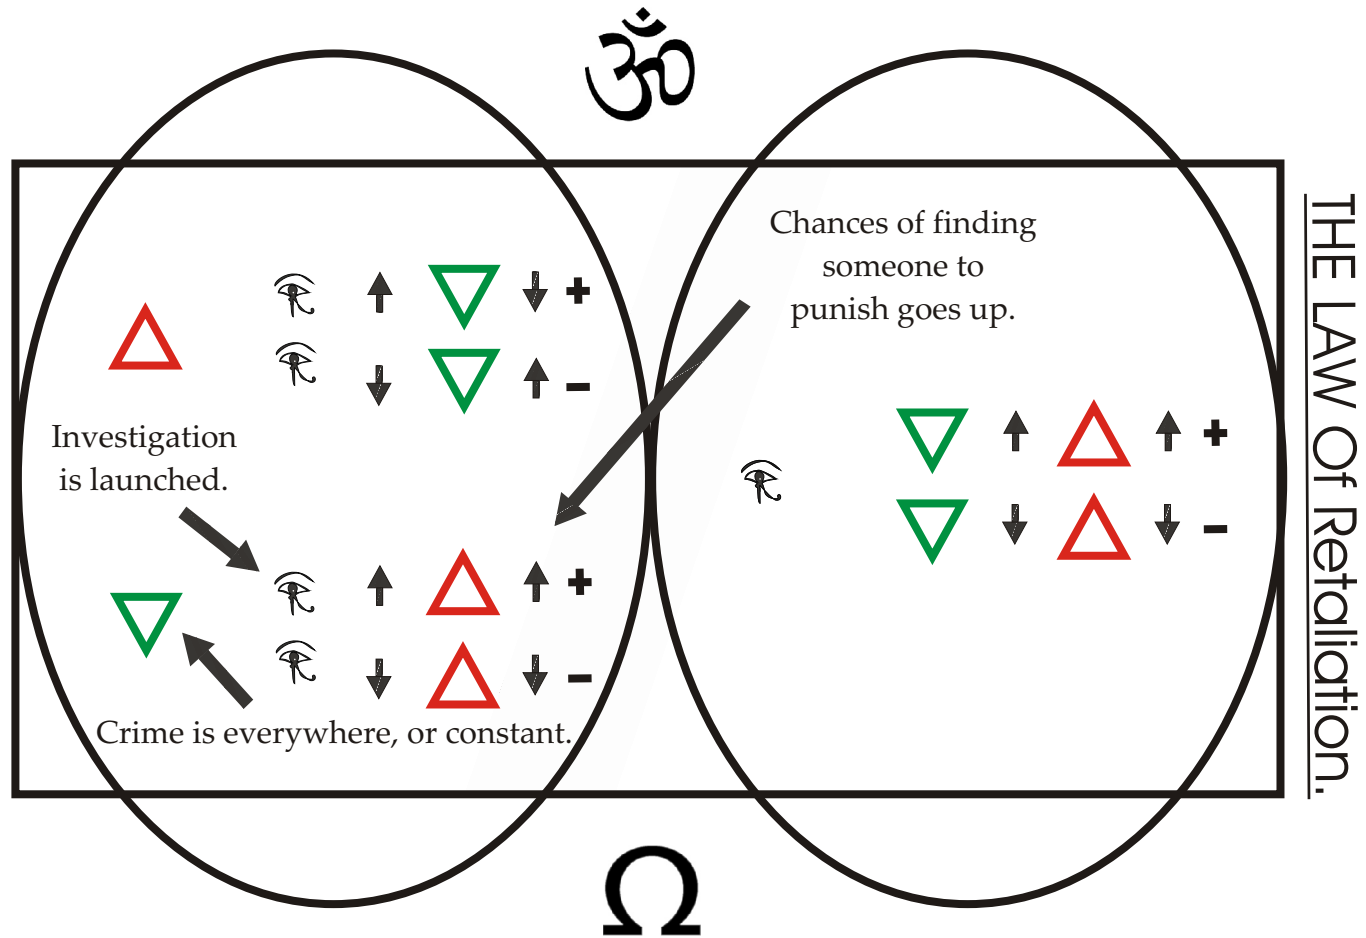 ॐ
Chances of finding
someone to
punish goes up.
+
−
Investigation
is launched.
+
−
+
−
Crime is everywhere, or constant.
THE LAW Of Retaliation.
Ω